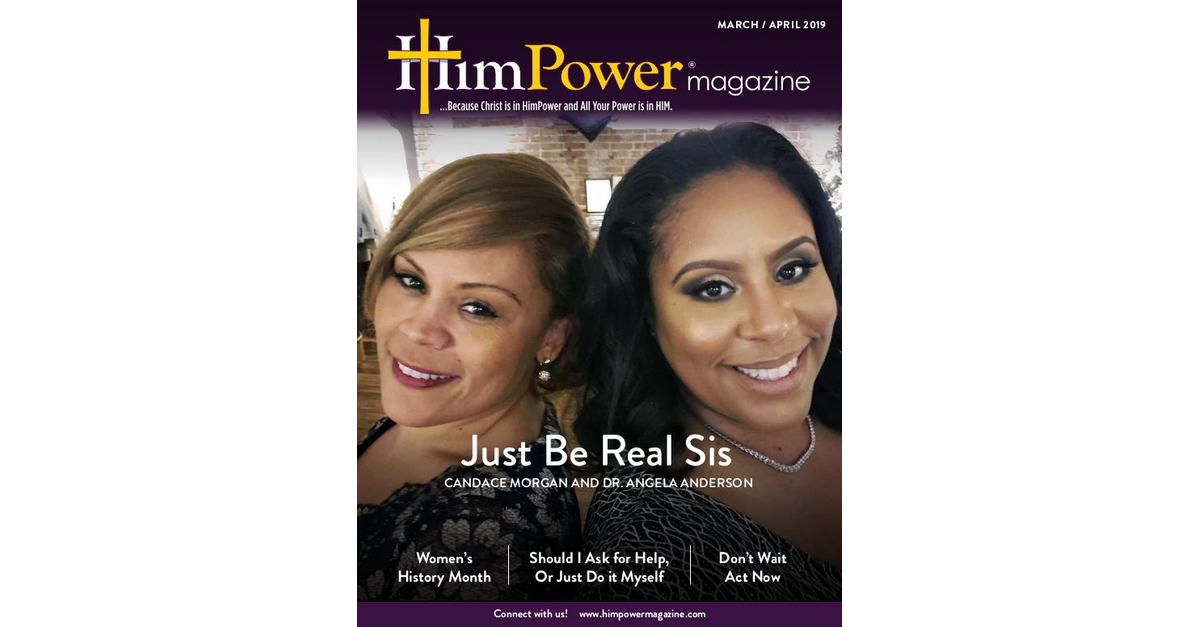 MARCH / APRIL 2019
HimPower® magazine
...Because Christ is in HimPower and All Your Power is in HIM.
Just Be Real Sis
CANDACE MORGAN AND DR. ANGELA ANDERSON
Women's
History Month
Should I Ask for Help,
Or Just Do it Myself
Don't Wait
Act Now
Connect with us! www.himpowermagazine.com